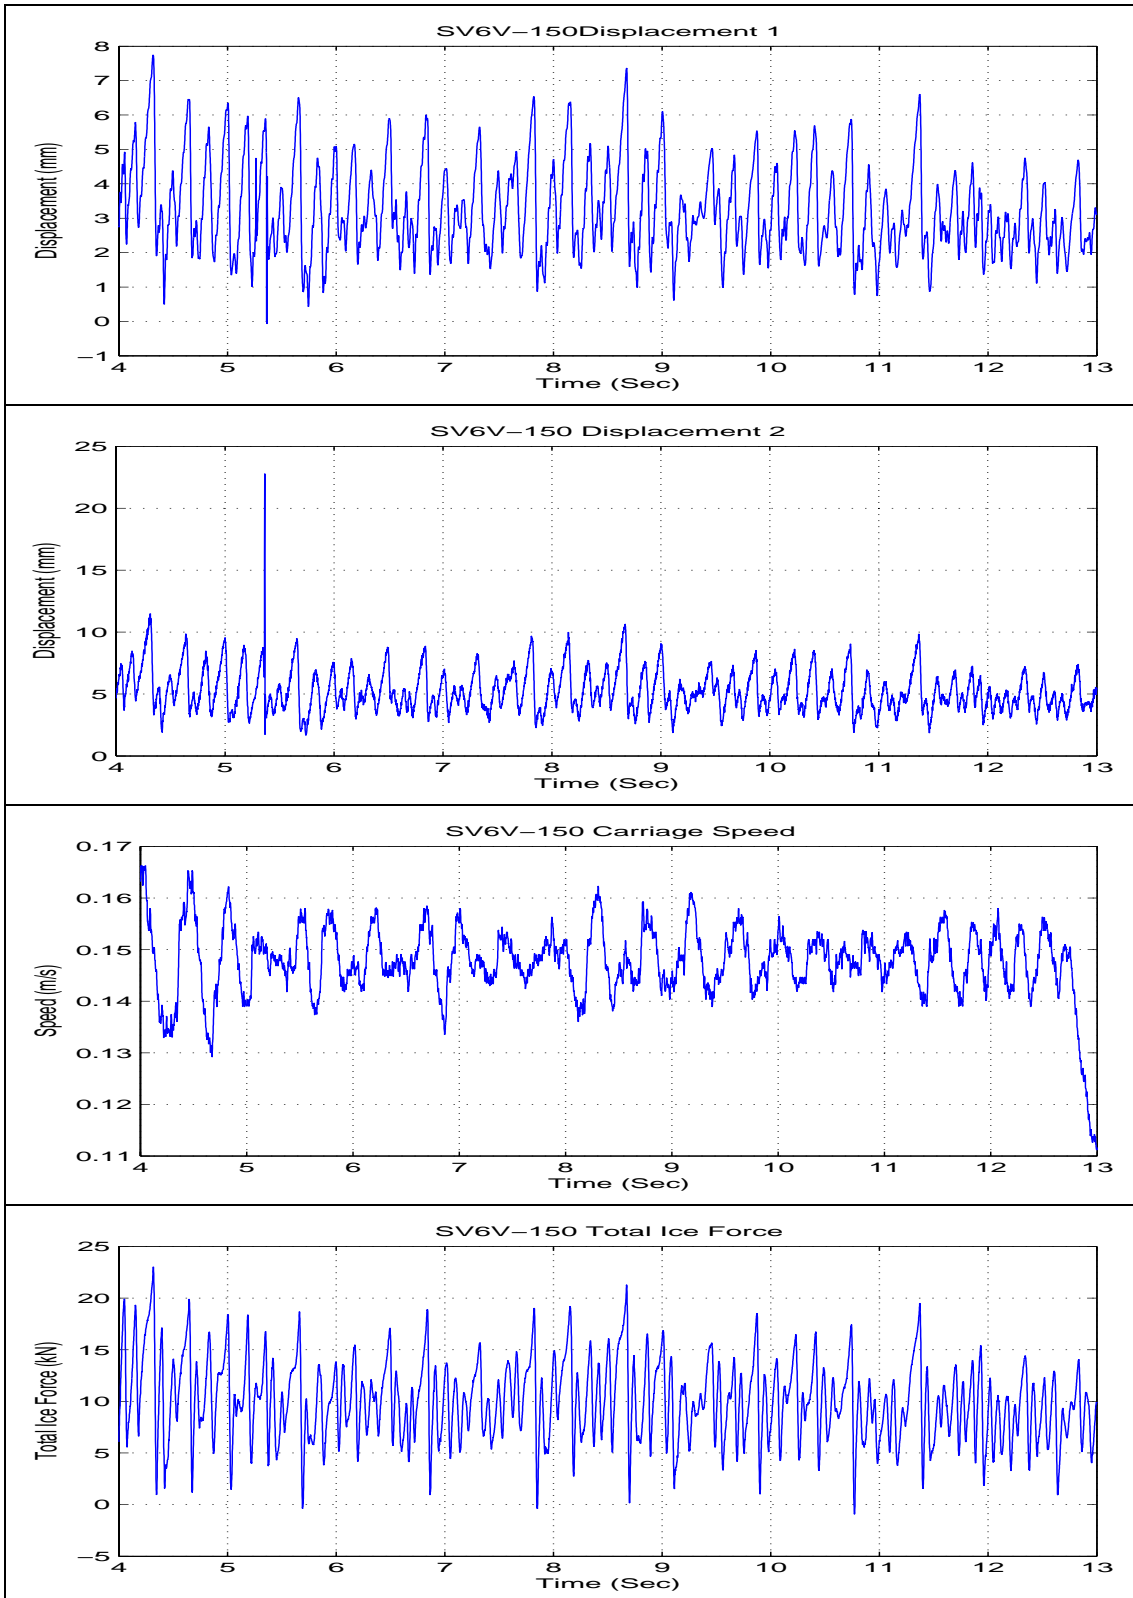 SV6V−150Displacement 1
8
7
6
5
4
3
2
1
0
−1
Displacement (mm)
4 5 6 7 8 9 10 11 12 13
Time (Sec)
SV6V−150 Displacement 2
25
20
15
10
5
0
Displacement (mm)
4 5 6 7 8 9 10 11 12 13
Time (Sec)
SV6V−150 Carriage Speed
0.17
0.16
0.15
0.14
0.13
0.12
0.11
Speed (m/s)
4 5 6 7 8 9 10 11 12 13
Time (Sec)
SV6V−150 Total Ice Force
25
20
15
10
5
0
−5
Total Ice Force (kN)
4 5 6 7 8 9 10 11 12 13
Time (Sec)